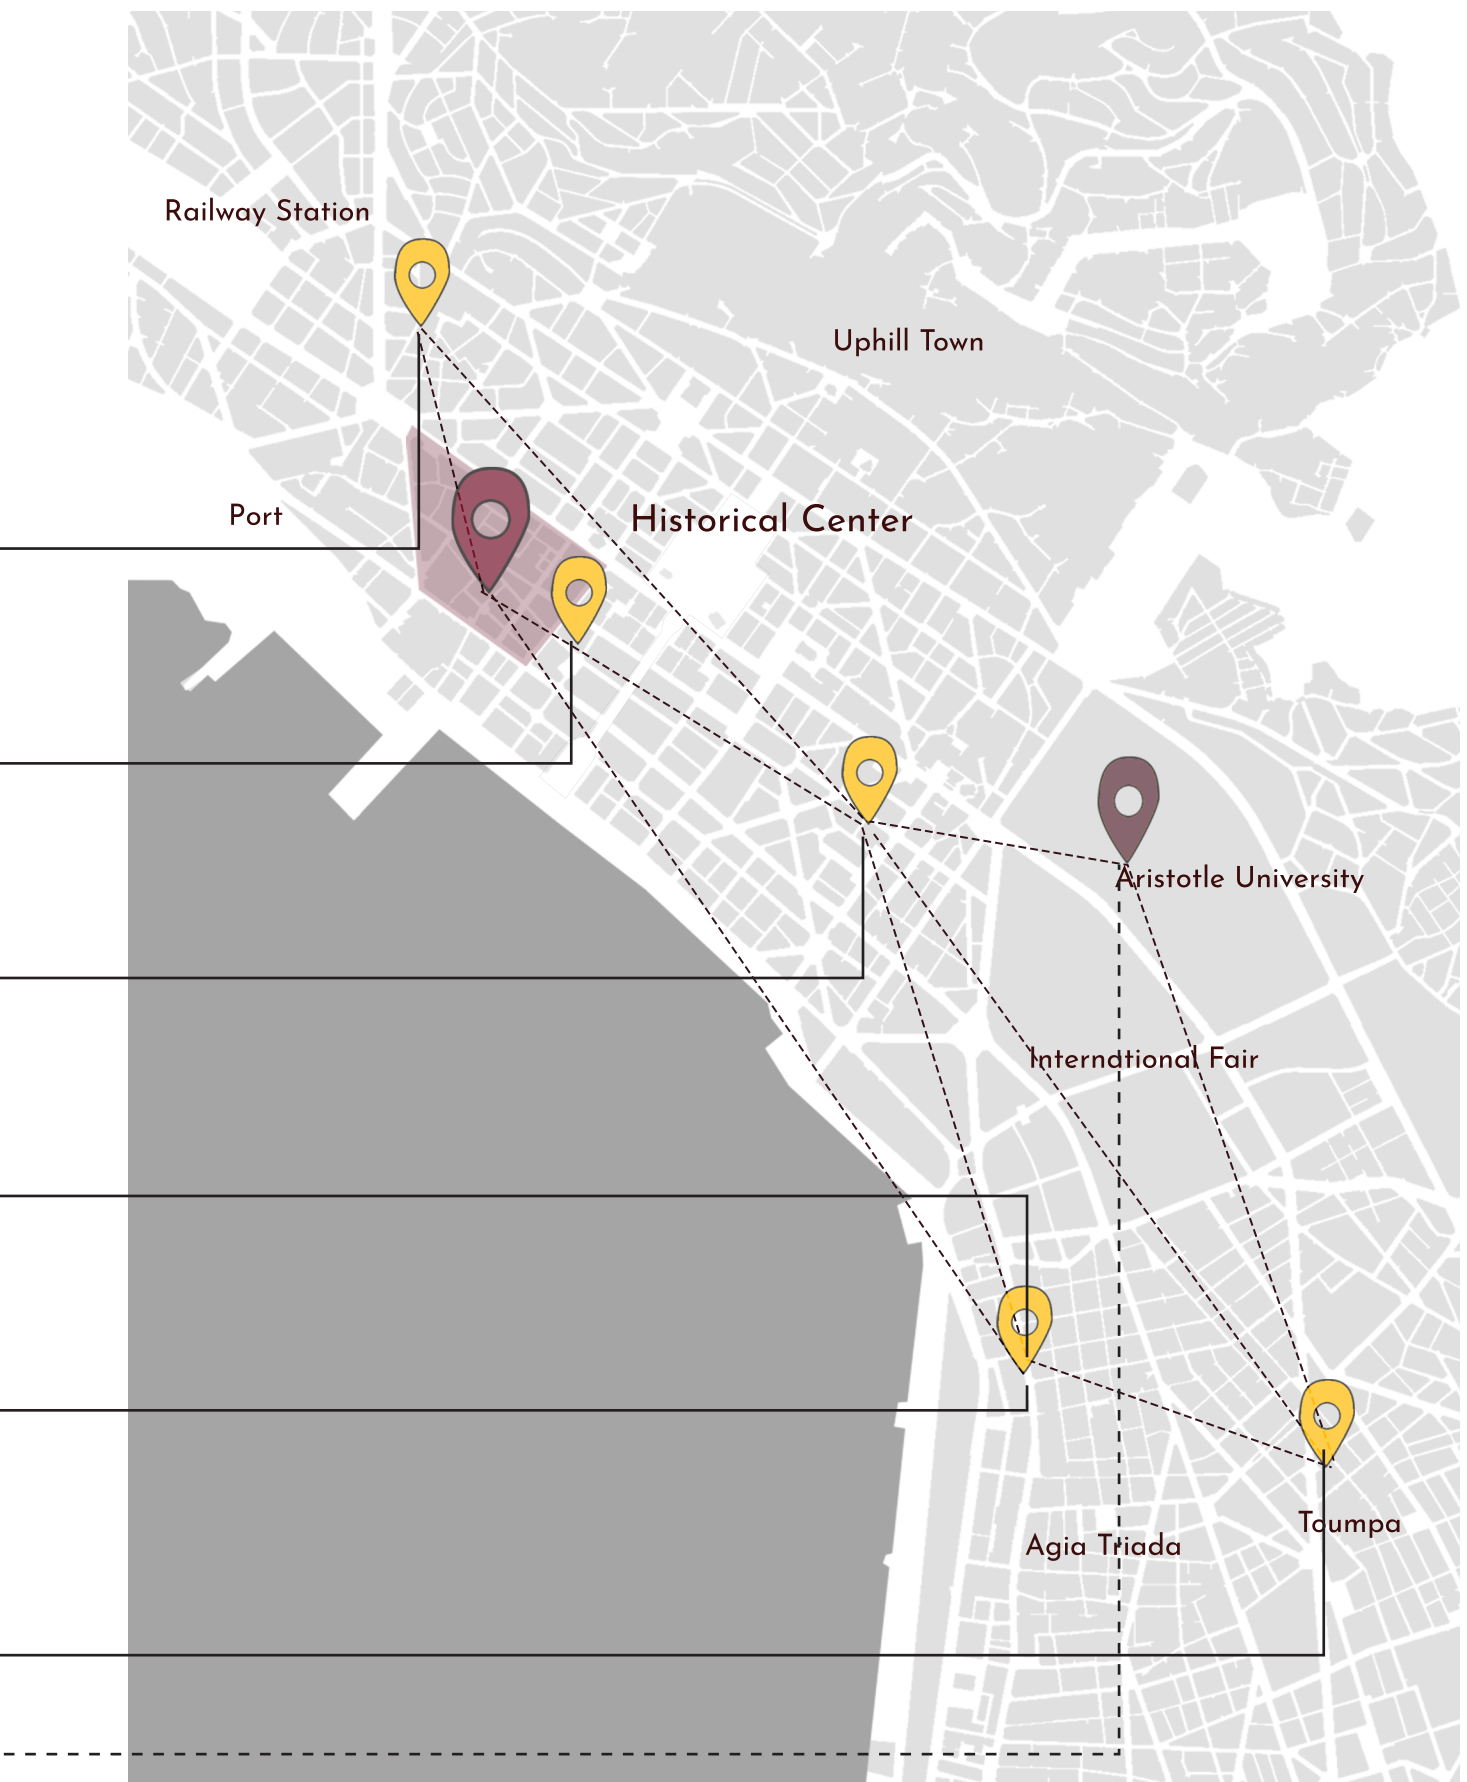 Railway Station
Uphill Town
Port
Historical Center
Aristotle University
International Fair
Toumpa
Agia Triada